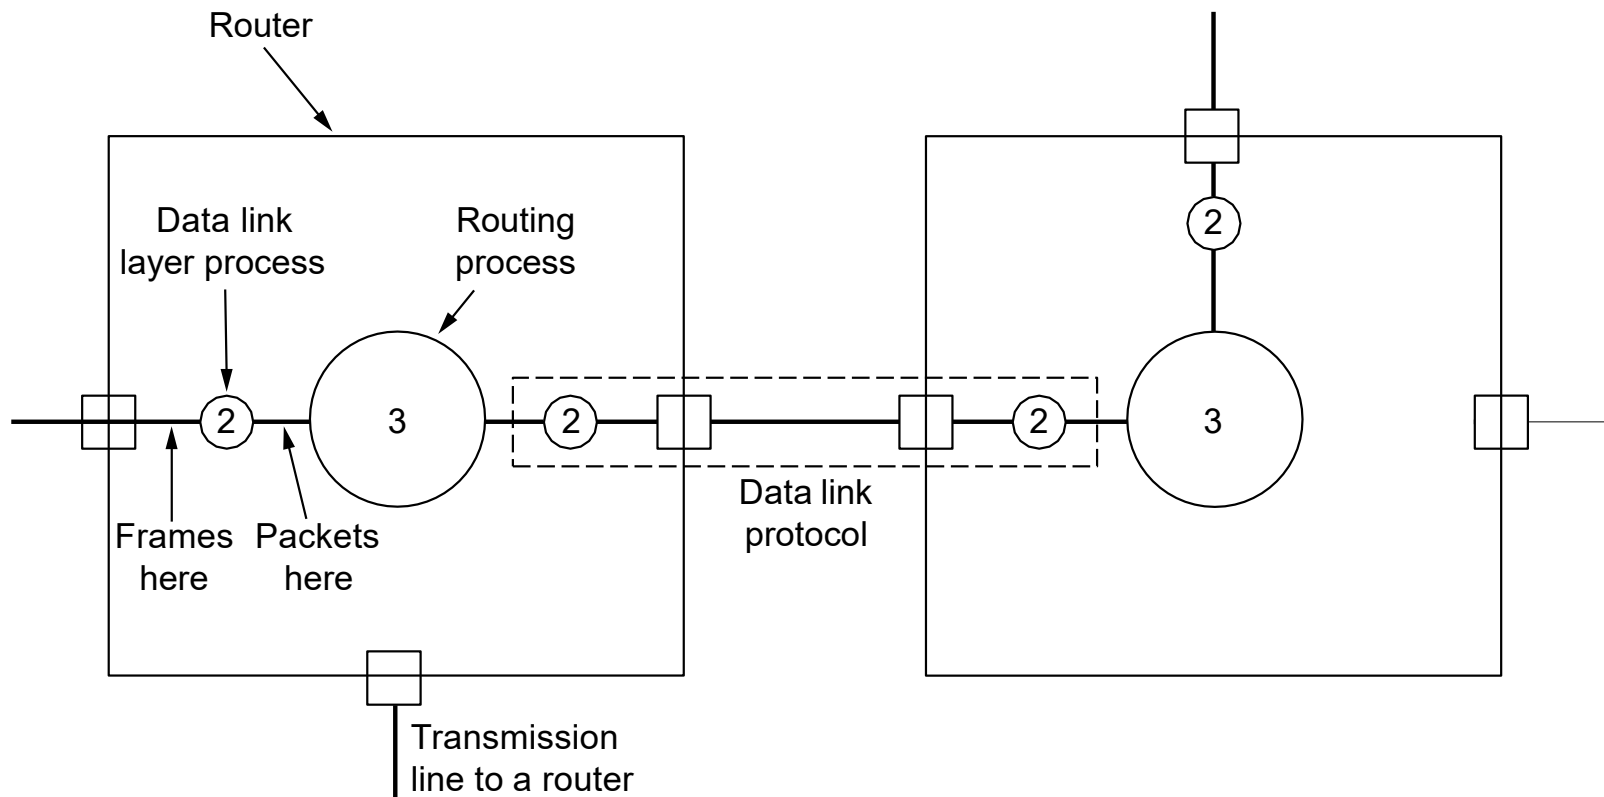 Router
Data link
layer process
Routing
process
2
2
3
2
2
3
Frames
here
Packets
here
Data link
protocol
Transmission
line to a router